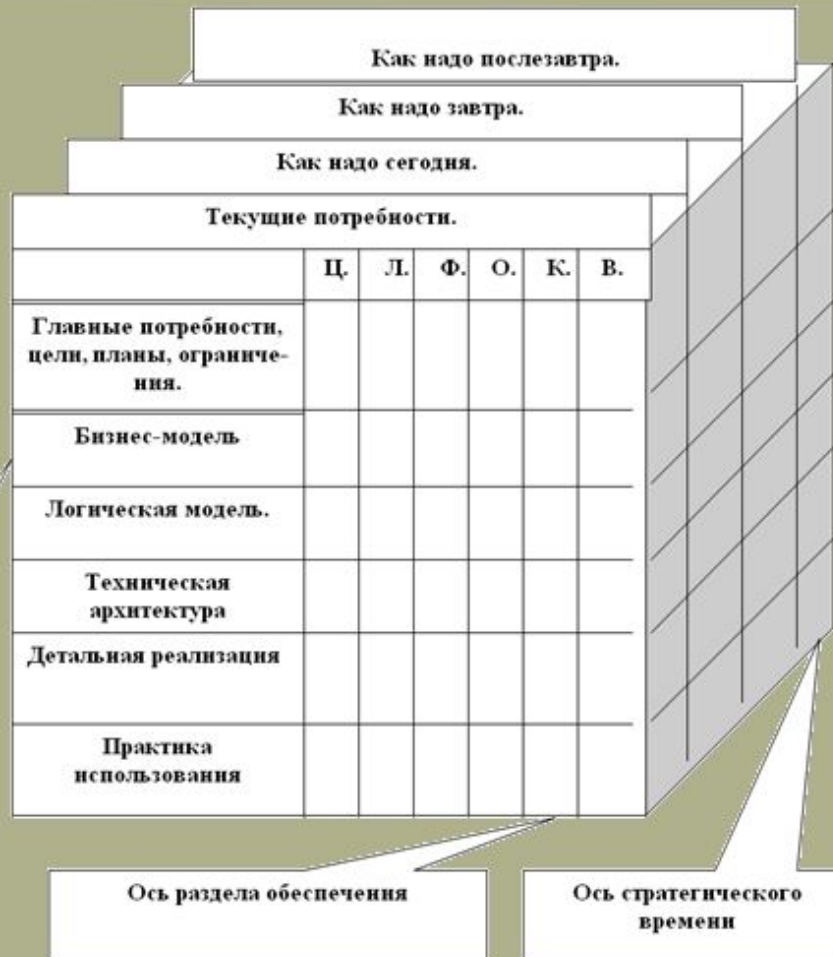 Как надо послезавтра.
Как надо завтра.
Как надо сегодня.
Текущие потребности.
Ц. Л. Ф. О. К. В.
Главные потребности,
цели, планы, ограниче-
ния.
Бизнес-модель
Логическая модель.
Техническая
архитектура
Детальная реализация
Практика
использования
Ось раздела обеспечения
Ось стратегического
времени